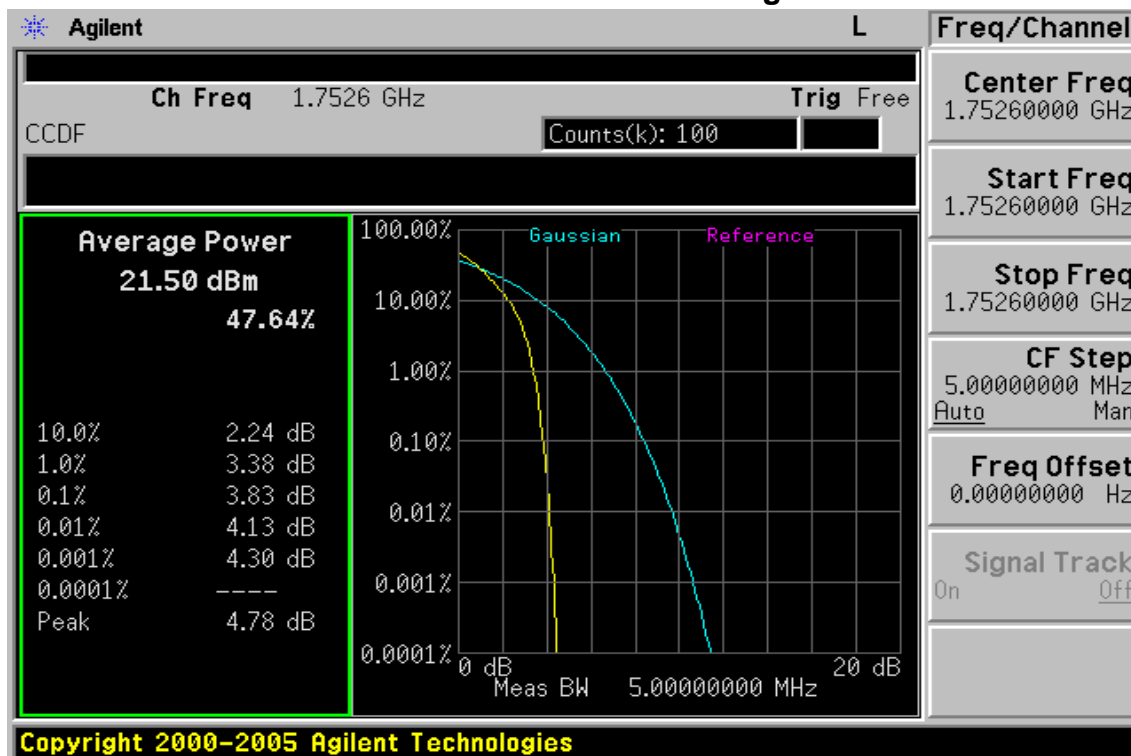 Agilent L
Freq/Channel
Ch Freq 1.7526 GHz Trig Free
CCDF Counts(k): 100
Center Freq
1.75260000 GHz
Start Freq
1.75260000 GHz
Stop Freq
1.75260000 GHz
CF Step
5.00000000 MHz
Auto Man
Freq Offset
0.00000000 Hz
Signal Track
On Off
Average Power
21.50 dBm
47.64%
10.0% 2.24 dB
1.0% 3.38 dB
0.1% 3.83 dB
0.01% 4.13 dB
0.001% 4.30 dB
0.0001% ----
Peak 4.78 dB
Gaussian Reference
100.00%
10.00%
1.00%
0.10%
0.01%
0.001%
0.0001%
0 dB 20 dB
Meas BW 5.00000000 MHz
Copyright 2000-2005 Agilent Technologies